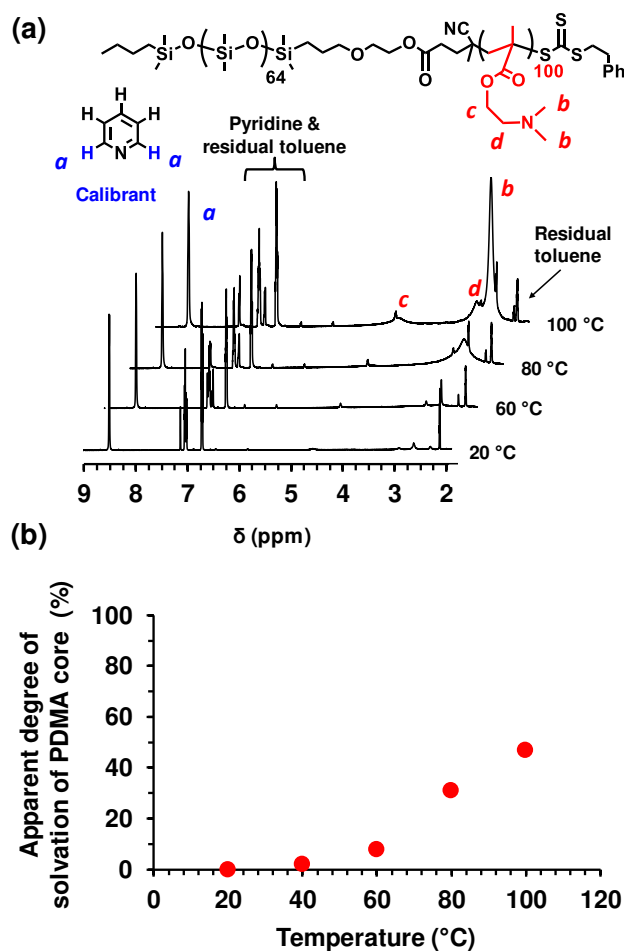 (a)
CN
S
Si O ( Si O ) Si O O ( ) S S Ph
64
O
100
O O
H
H H
H N H
a a
Calibrant
c
N
b
d
b
Pyridine &
residual toluene
a
b
Residual
toluene
c
d
100 °C
80 °C
60 °C
20 °C
9 8 7 6 5 4 3 2
δ (ppm)
(b)
Apparent degree of
solvation of PDMA core (%)
100
80
60
40
20
0
0 20 40 60 80 100 120
Temperature (°C)